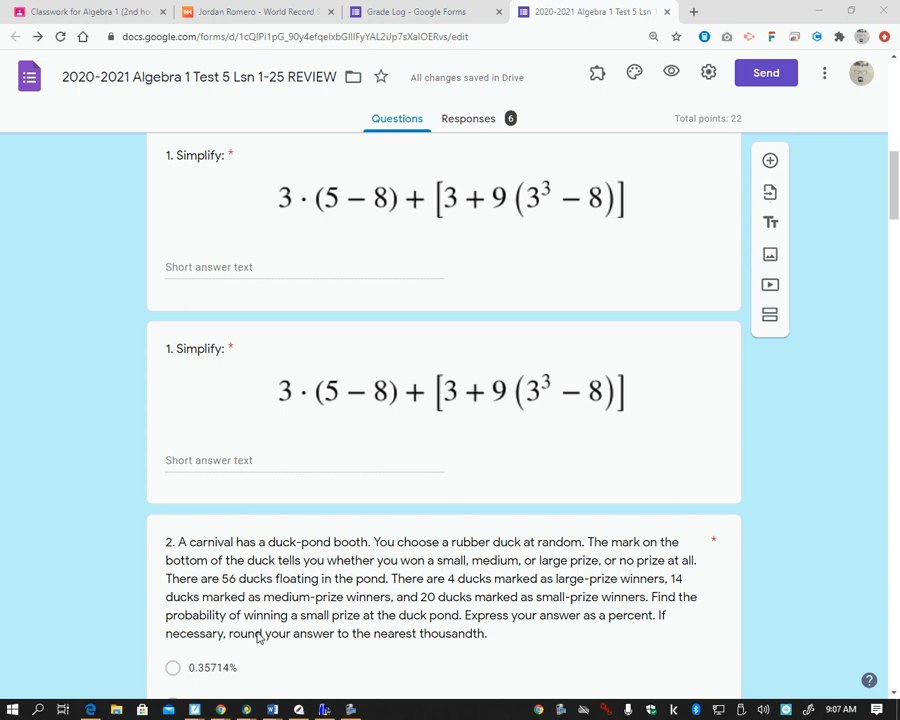 Classwork for Algebra 1 (2nd ho
Jordan Romero - World Record S
Grade Log - Google Forms
2020-2021 Algebra 1 Test 5 Lsn 1
docs.google.com/forms/d/
/edit
2020-2021 Algebra 1 Test 5 Lsn 1-25 REVIEW
All changes saved in Drive
Send
Questions
Responses 6
Total points: 22
1. Simplify: *
3 · (5 − 8) + [3 + 9 (3³ − 8)]
Short answer text
1. Simplify: *
3 · (5 − 8) + [3 + 9 (3³ − 8)]
Short answer text
2. A carnival has a duck-pond booth. You choose a rubber duck at random. The mark on the *
bottom of the duck tells you whether you won a small, medium, or large prize, or no prize at all.
There are 56 ducks floating in the pond. There are 4 ducks marked as large-prize winners, 14
ducks marked as medium-prize winners, and 20 ducks marked as small-prize winners. Find the
probability of winning a small prize at the duck pond. Express your answer as a percent. If
necessary, round your answer to the nearest thousandth.
0.35714%
9:07 AM